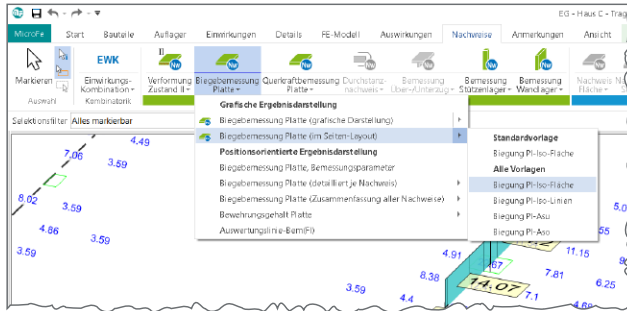 EG - Haus C - Trag
MicroFe Start Bauteile Auflager Einwirkungen Details FE-Modell Auswirkungen Nachweise Anmerkungen Ansicht
EWK
Markieren
Einwirkungs-
Kombination
Verformung
Zustand II
Biegebemessung
Platte
Querkraftbemessung
Platte
Durchstanz-
nachweis
Bemessung
Über-/Unterzug
Bemessung
Stützenlager
Bemessung
Wandlager
Nachweis
Fläche
Auswahl
Kombinatorik
Selektionsfilter Alles markierbar
Grafische Ergebnisdarstellung
Biegebemessung Platte (grafische Darstellung)
Biegebemessung Platte (im Seiten-Layout)
Positionsorientierte Ergebnisdarstellung
Biegebemessung Platte, Bemessungsparameter
Biegebemessung Platte (detailliert je Nachweis)
Biegebemessung Platte (Zusammenfassung aller Nachweise)
Bewehrungsgehalt Platte
Auswertungslinie-Bem(Fl)
Standardvorlage
Biegung Pl-Iso-Fläche
Alle Vorlagen
Biegung Pl-Iso-Fläche
Biegung Pl-Iso-Linien
Biegung Pl-Asu
Biegung Pl-Aso
4.49
7.06
3.59
8.02
3.59
4.86
3.59
3.59
4.91
8.38
3.59
4.4
14.07
7.1
7.81
11.15
6.25